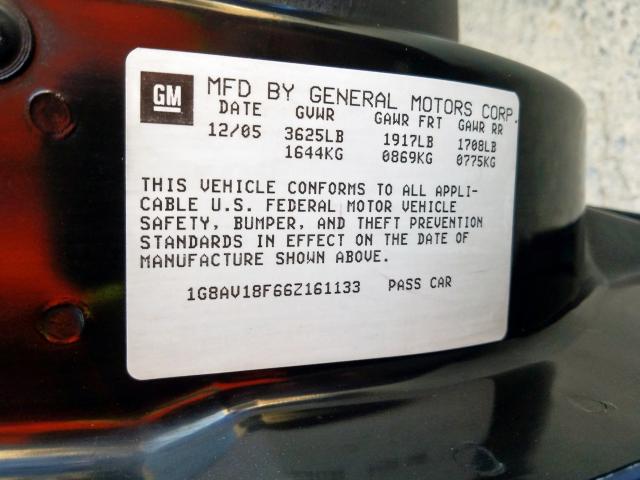 GM MFD BY GENERAL MOTORS CORP.
DATE GVWR GAWR FRT GAWR RR
12/05 3625LB 1917LB 1708LB
1644KG 0869KG 0775KG
THIS VEHICLE CONFORMS TO ALL APPLI-
CABLE U.S. FEDERAL MOTOR VEHICLE
SAFETY, BUMPER, AND THEFT PREVENTION
STANDARDS IN EFFECT ON THE DATE OF
MANUFACTURE SHOWN ABOVE.
1G8AV18F66Z161133 PASS CAR